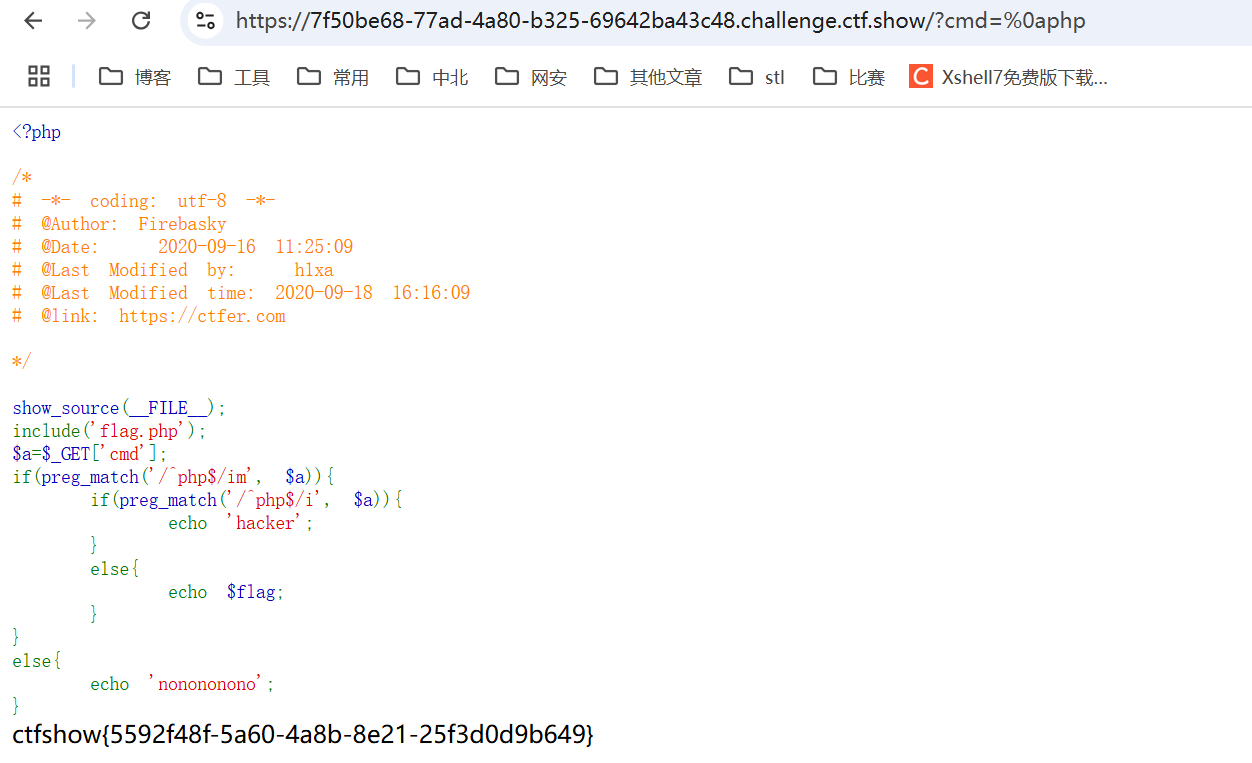 https://7f50be68-77ad-4a80-b325-69642ba43c48.challenge.ctf.show/?cmd=%0aphp
博客 工具 常用 中北 网安 其他文章 stl 比赛 C Xshell7免费版下载...
<?php
/*
# -*- coding: utf-8 -*-
# @Author: Firebasky
# @Date: 2020-09-16 11:25:09
# @Last Modified by: h1xa
# @Last Modified time: 2020-09-18 16:16:09
# @link: https://ctfer.com
*/
show_source(__FILE__);
include('flag.php');
$a=$_GET['cmd'];
if(preg_match('/^php$/im', $a)){
if(preg_match('/^php$/i', $a)){
echo 'hacker';
}
else{
echo $flag;
}
}
else{
echo 'nonononono';
}
ctfshow{5592f48f-5a60-4a8b-8e21-25f3d0d9b649}